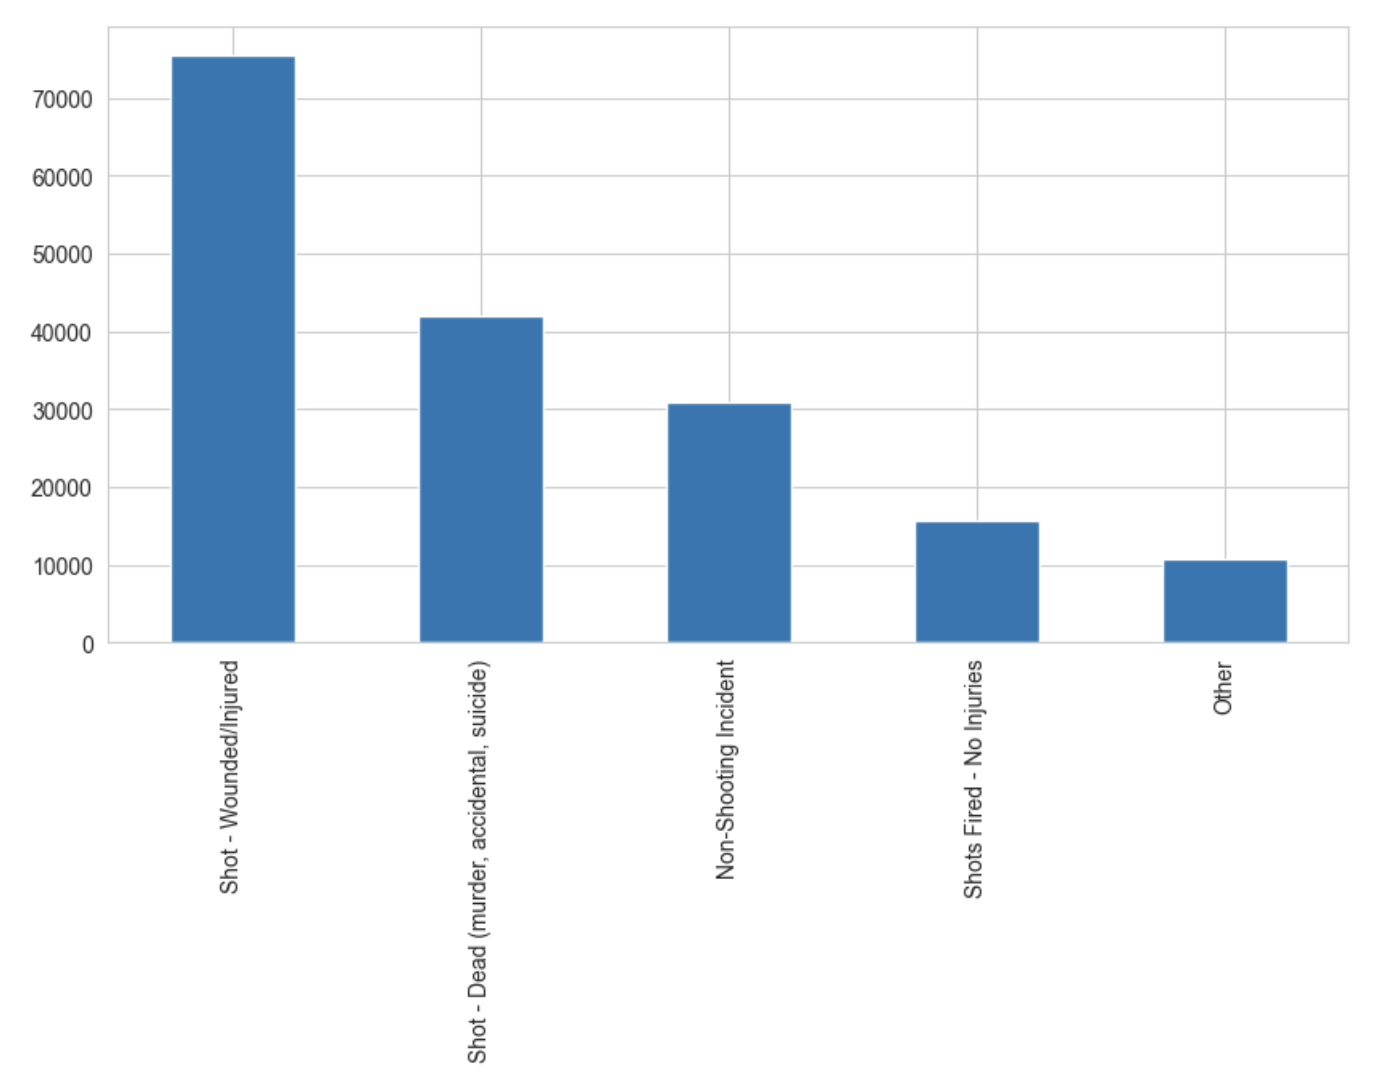 70000
60000
50000
40000
30000
20000
10000
0
Shot - Wounded/Injured
Shot - Dead (murder, accidental, suicide)
Non-Shooting Incident
Shots Fired - No Injuries
Other